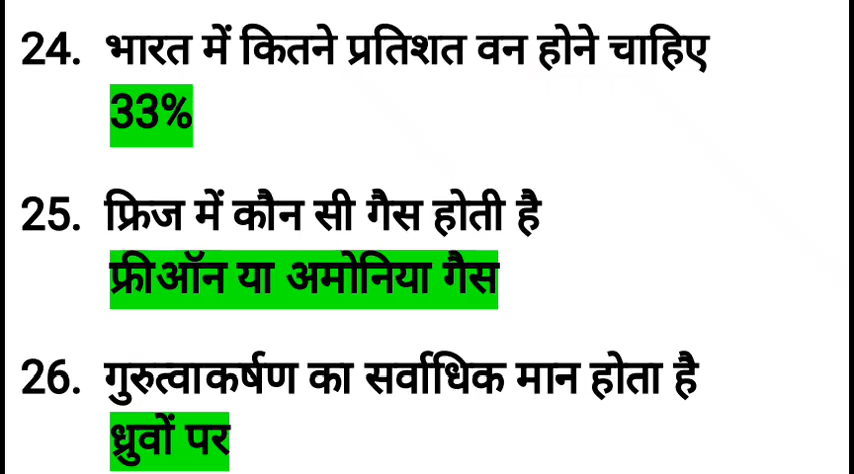 24. भारत में कितने प्रतिशत वन होने चाहिए
33%
25. फ्रिज में कौन सी गैस होती है
फ्रीऑन या अमोनिया गैस
26. गुरुत्वाकर्षण का सर्वाधिक मान होता है
ध्रुवों पर